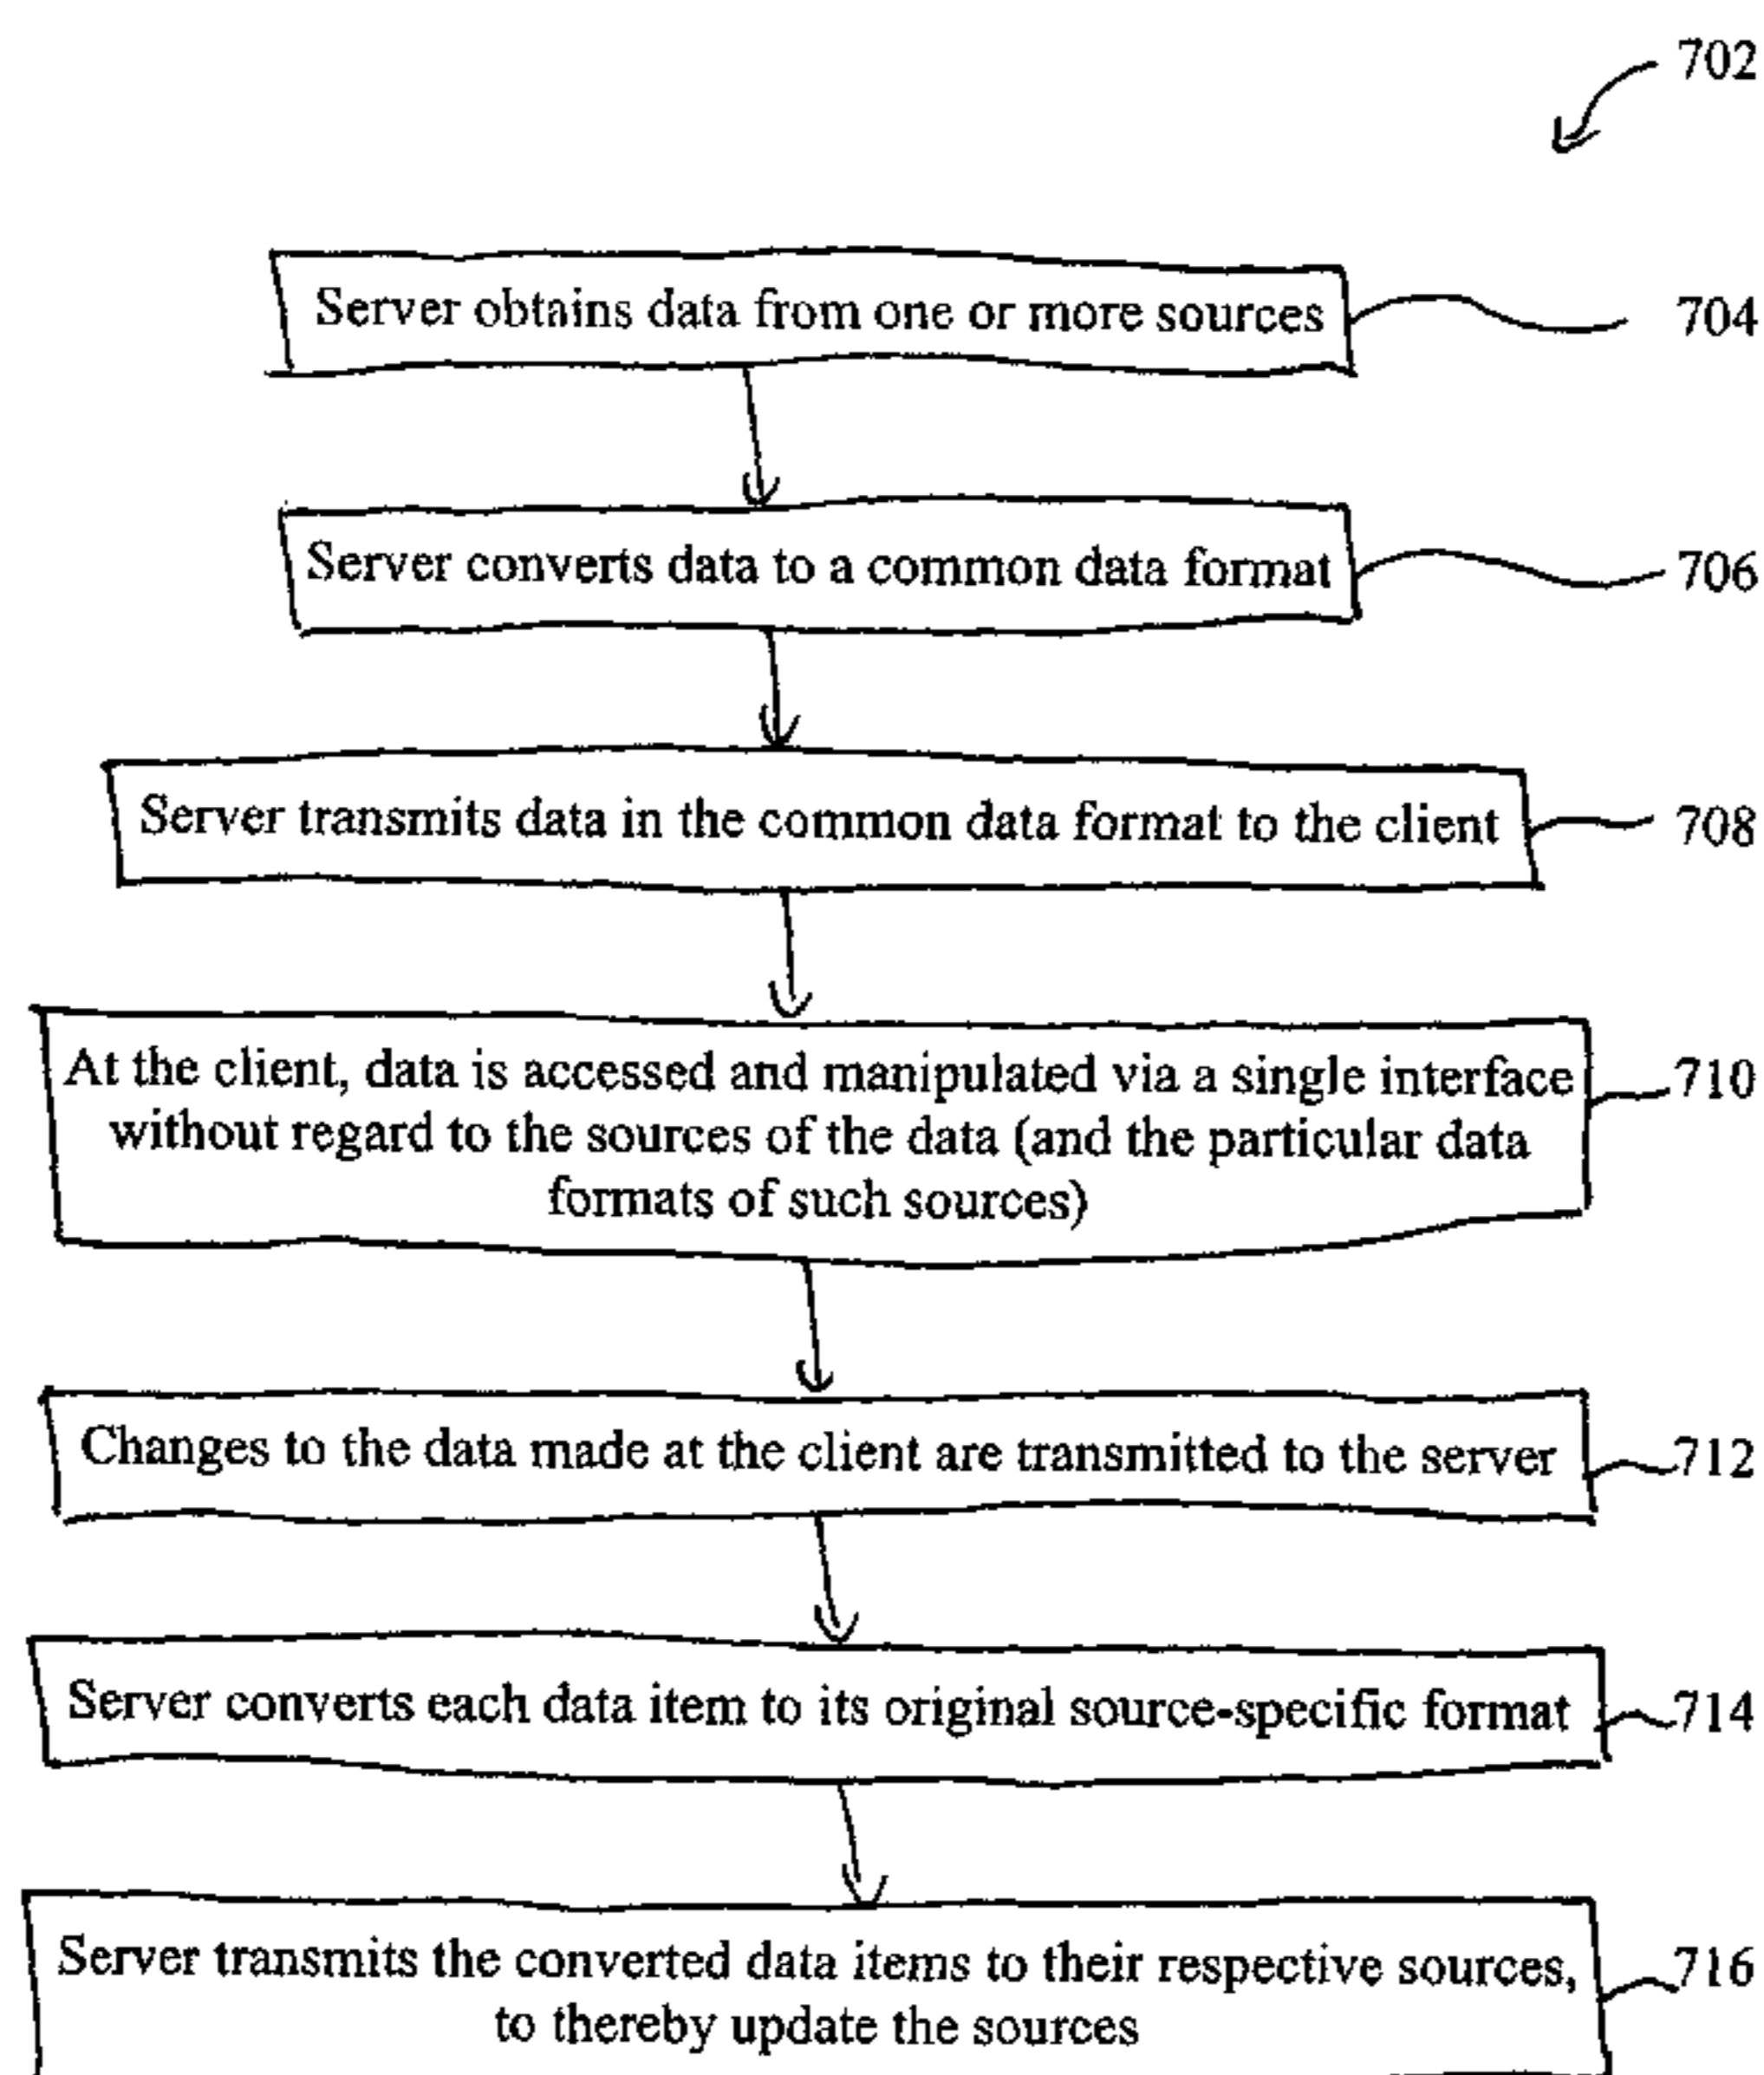 702
Server obtains data from one or more sources
704
Server converts data to a common data format
706
Server transmits data in the common data format to the client
708
At the client, data is accessed and manipulated via a single interface
without regard to the sources of the data (and the particular data
formats of such sources)
710
Changes to the data made at the client are transmitted to the server
712
Server converts each data item to its original source-specific format
714
Server transmits the converted data items to their respective sources,
to thereby update the sources
716